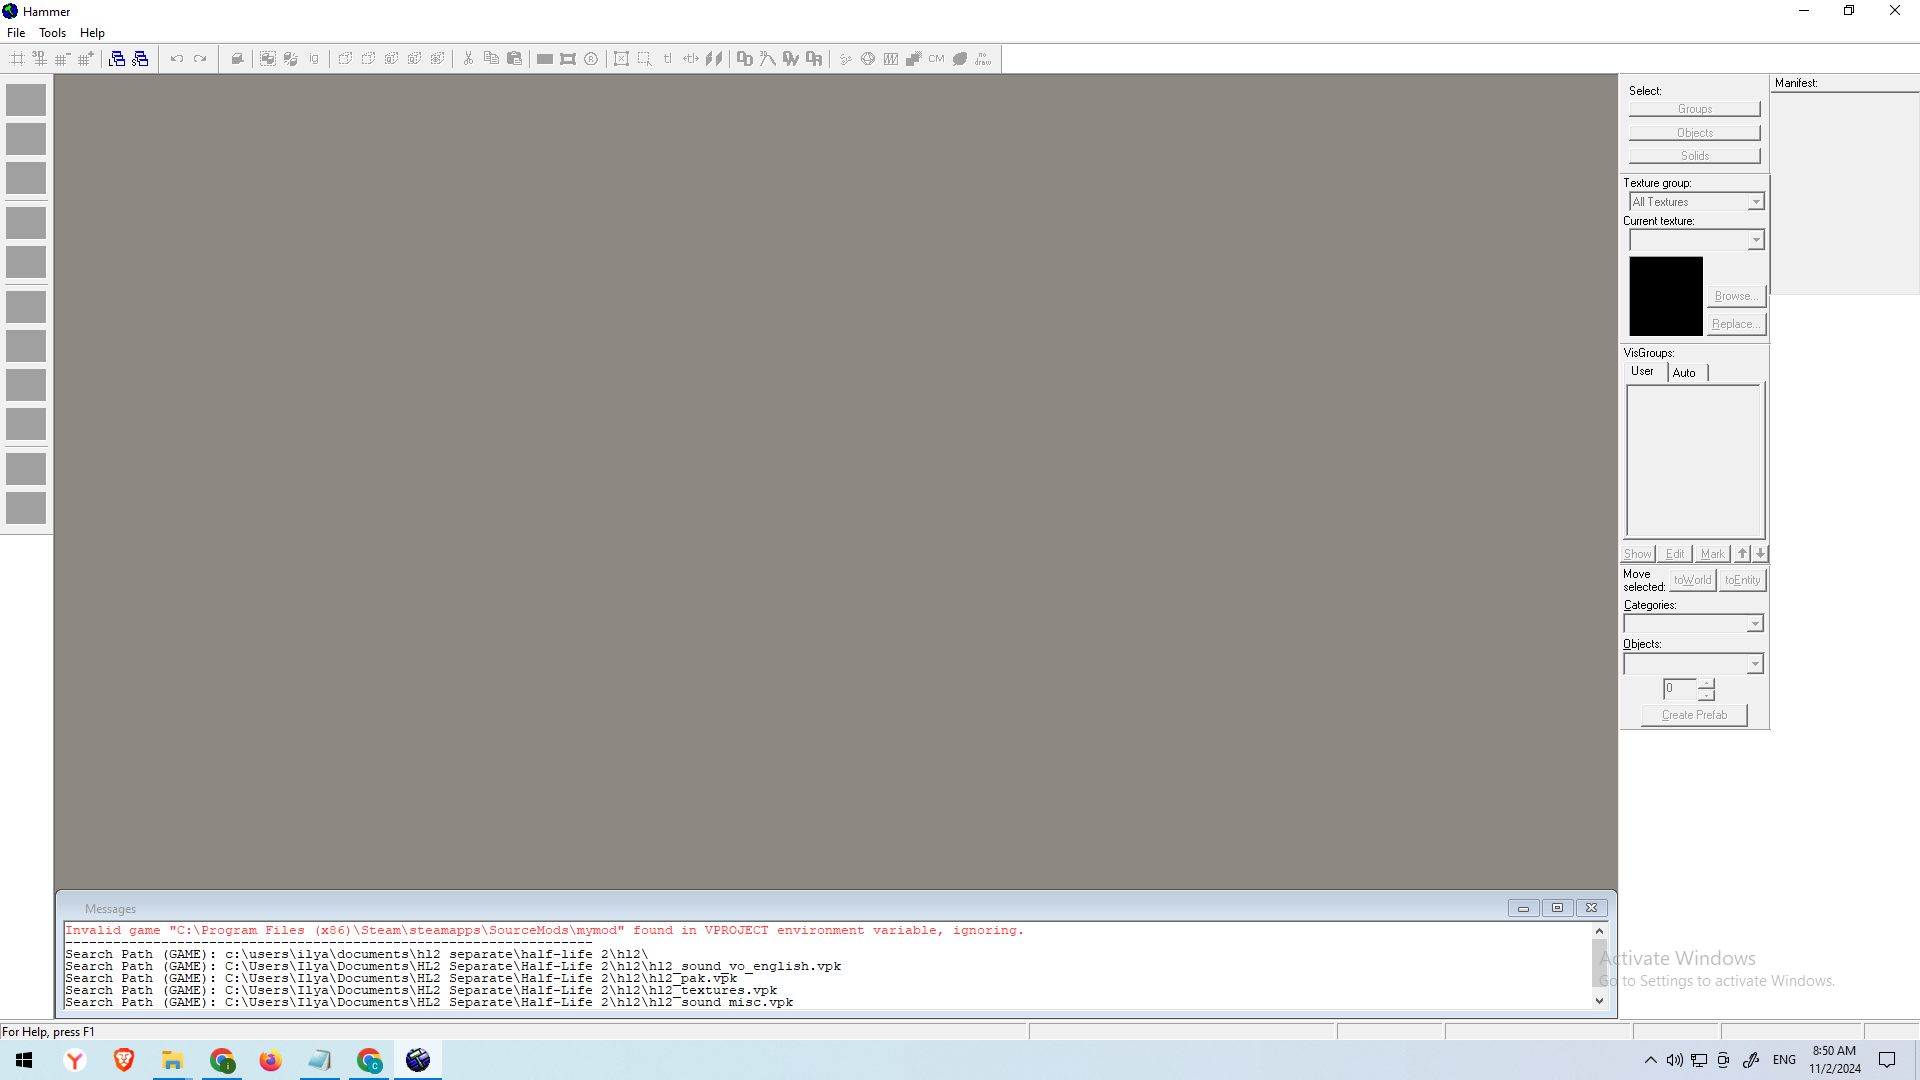 Hammer
File Tools Help
3D
ig
R
tl
CM
no draw
Select:
Groups
Objects
Solids
Texture group:
All Textures
Current texture:
Browse...
Replace...
VisGroups:
User Auto
Show Edit Mark
Move selected: toWorld toEntity
Categories:
Objects:
0
Create Prefab
Manifest:
Messages
Invalid game "C:\Program Files (x86)\Steam\steamapps\SourceMods\mymod" found in VPROJECT environment variable, ignoring.
------------------------------------------------------------------
Search Path (GAME): c:\users\ilya\documents\hl2 separate\half-life 2\hl2\
Search Path (GAME): C:\Users\Ilya\Documents\HL2 Separate\Half-Life 2\hl2\hl2_sound_vo_english.vpk
Search Path (GAME): C:\Users\Ilya\Documents\HL2 Separate\Half-Life 2\hl2\hl2_pak.vpk
Search Path (GAME): C:\Users\Ilya\Documents\HL2 Separate\Half-Life 2\hl2\hl2_textures.vpk
Search Path (GAME): C:\Users\Ilya\Documents\HL2 Separate\Half-Life 2\hl2\hl2_sound_misc.vpk
Activate Windows
Go to Settings to activate Windows.
For Help, press F1
ENG
8:50 AM
11/2/2024